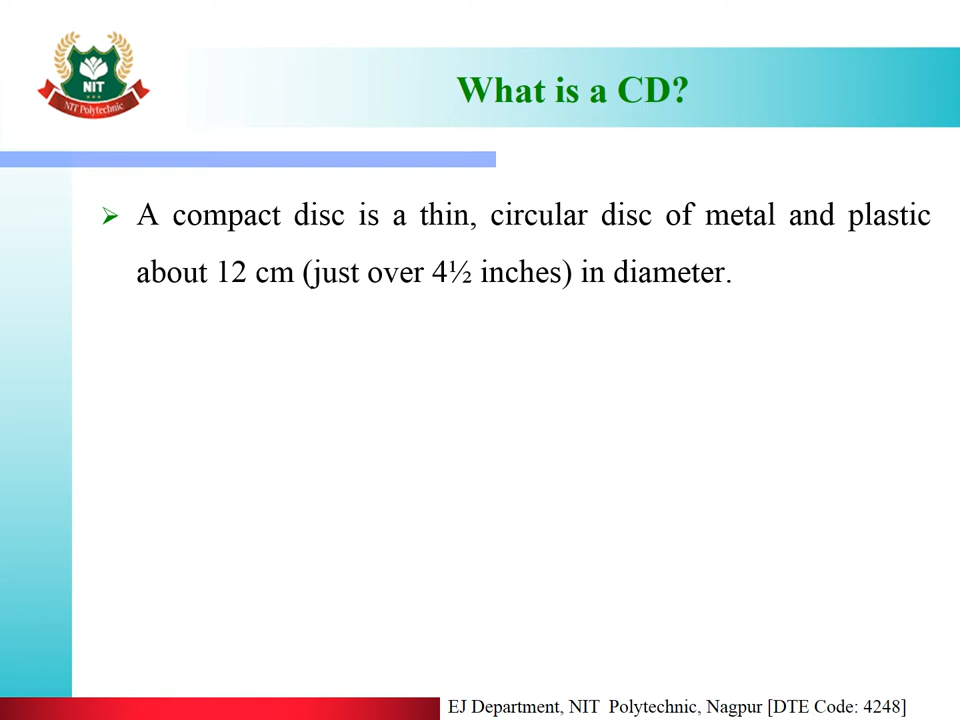 NIT
NIT Polytechnic
What is a CD?
A compact disc is a thin, circular disc of metal and plastic
about 12 cm (just over 4½ inches) in diameter.
EJ Department, NIT Polytechnic, Nagpur [DTE Code: 4248]